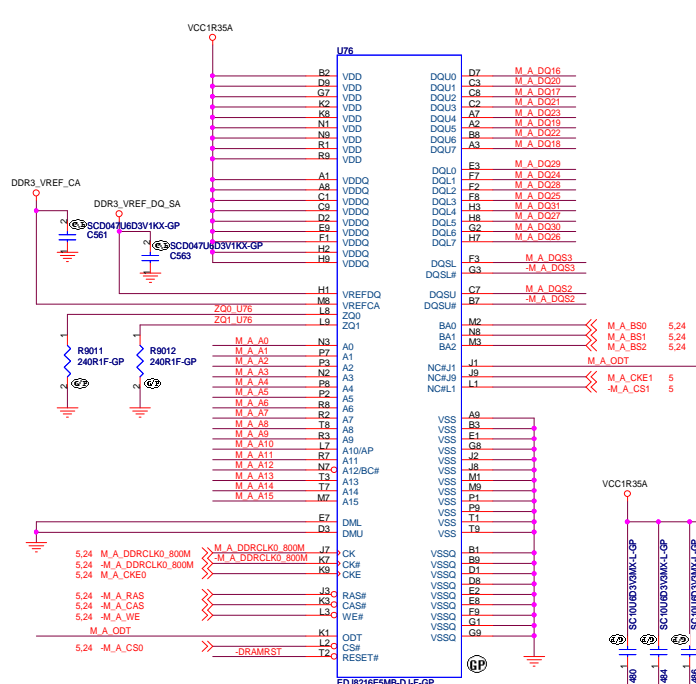 VCC1R35A
U76
B2 VDD DQU0 D7 M_A_DQ16
D9 VDD DQU1 C3 M_A_DQ20
G7 VDD DQU2 C8 M_A_DQ17
K2 VDD DQU3 C2 M_A_DQ21
K8 VDD DQU4 A7 M_A_DQ23
N1 VDD DQU5 A2 M_A_DQ19
N9 VDD DQU6 B8 M_A_DQ22
R1 VDD DQU7 A3 M_A_DQ18
R9 VDD
DQL0 E3 M_A_DQ29
A1 VDDQ DQL1 F7 M_A_DQ24
A8 VDDQ DQL2 F2 M_A_DQ28
C1 VDDQ DQL3 F8 M_A_DQ25
C9 VDDQ DQL4 H3 M_A_DQ31
D2 VDDQ DQL5 H8 M_A_DQ27
E9 VDDQ DQL6 G2 M_A_DQ30
F1 VDDQ DQL7 H7 M_A_DQ26
H2 VDDQ
H9 VDDQ
DQSL F3 M_A_DQS3
DQSL# G3 -M_A_DQS3
DDR3_VREF_CA
DDR3_VREF_DQ_SA
2 SCD047U6D3V1KX-GP
C561
2 SCD047U6D3V1KX-GP
C563
H1 VREFDQ DQSU C7 M_A_DQS2
M8 VREFCA DQSU# B7 -M_A_DQS2
ZQ0_U76 L8 ZQ0
ZQ1_U76 L9 ZQ1
BA0 M2 M_A_BS0 5,24
BA1 N8 M_A_BS1 5,24
BA2 M3 M_A_BS2 5,24
1 R9011 240R1F-GP 2
1 R9012 240R1F-GP 2
M_A_A0 N3 A0
M_A_A1 P7 A1
M_A_A2 P3 A2
M_A_A3 N2 A3
M_A_A4 P8 A4
M_A_A5 P2 A5
M_A_A6 R8 A6
M_A_A7 R2 A7
M_A_A8 T8 A8
M_A_A9 R3 A9
M_A_A10 L7 A10/AP
M_A_A11 R7 A11
M_A_A12 N7 A12/BC#
M_A_A13 T3 A13
M_A_A14 T7 A14
M_A_A15 M7 A15
NC#J1 J1 M_A_ODT
NC#J9 J9 M_A_CKE1 5
NC#L1 L1 -M_A_CS1 5
VSS A9
VSS B3
VSS E1
VSS G8
VSS J2
VSS J8
VSS M1
VSS M9
VSS P1
VSS P9
VSS T1
VSS T9
E7 DML
D3 DMU
VSSQ B1
VSSQ B9
VSSQ D1
VSSQ D8
VSSQ E2
VSSQ E8
VSSQ F9
VSSQ G1
VSSQ G9
5,24 M_A_DDRCLK0_800M M_A_DDRCLK0_800M J7 CK
5,24 -M_A_DDRCLK0_800M -M_A_DDRCLK0_800M K7 CK#
5,24 M_A_CKE0 K9 CKE
5,24 -M_A_RAS J3 RAS#
5,24 -M_A_CAS K3 CAS#
5,24 -M_A_WE L3 WE#
M_A_ODT K1 ODT
5,24 -M_A_CS0 L2 CS#
-DRAMRST T2 RESET#
GP
EDJ8216E5MB-DJ-F-GP
VCC1R35A
SC10U6D3V3MX-L-GP
SC10U6D3V3MX-L-GP
2 2
1 1
480 484